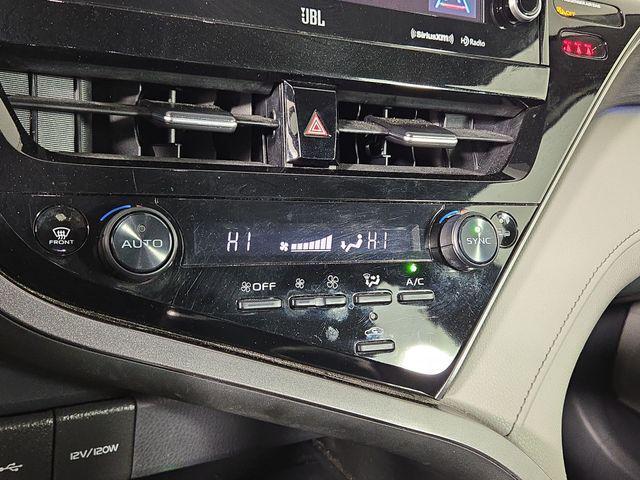 JBL
SiriusXM
HD Radio
FRONT
AUTO
HI
HI
SYNC
OFF
A/C
12V/120W